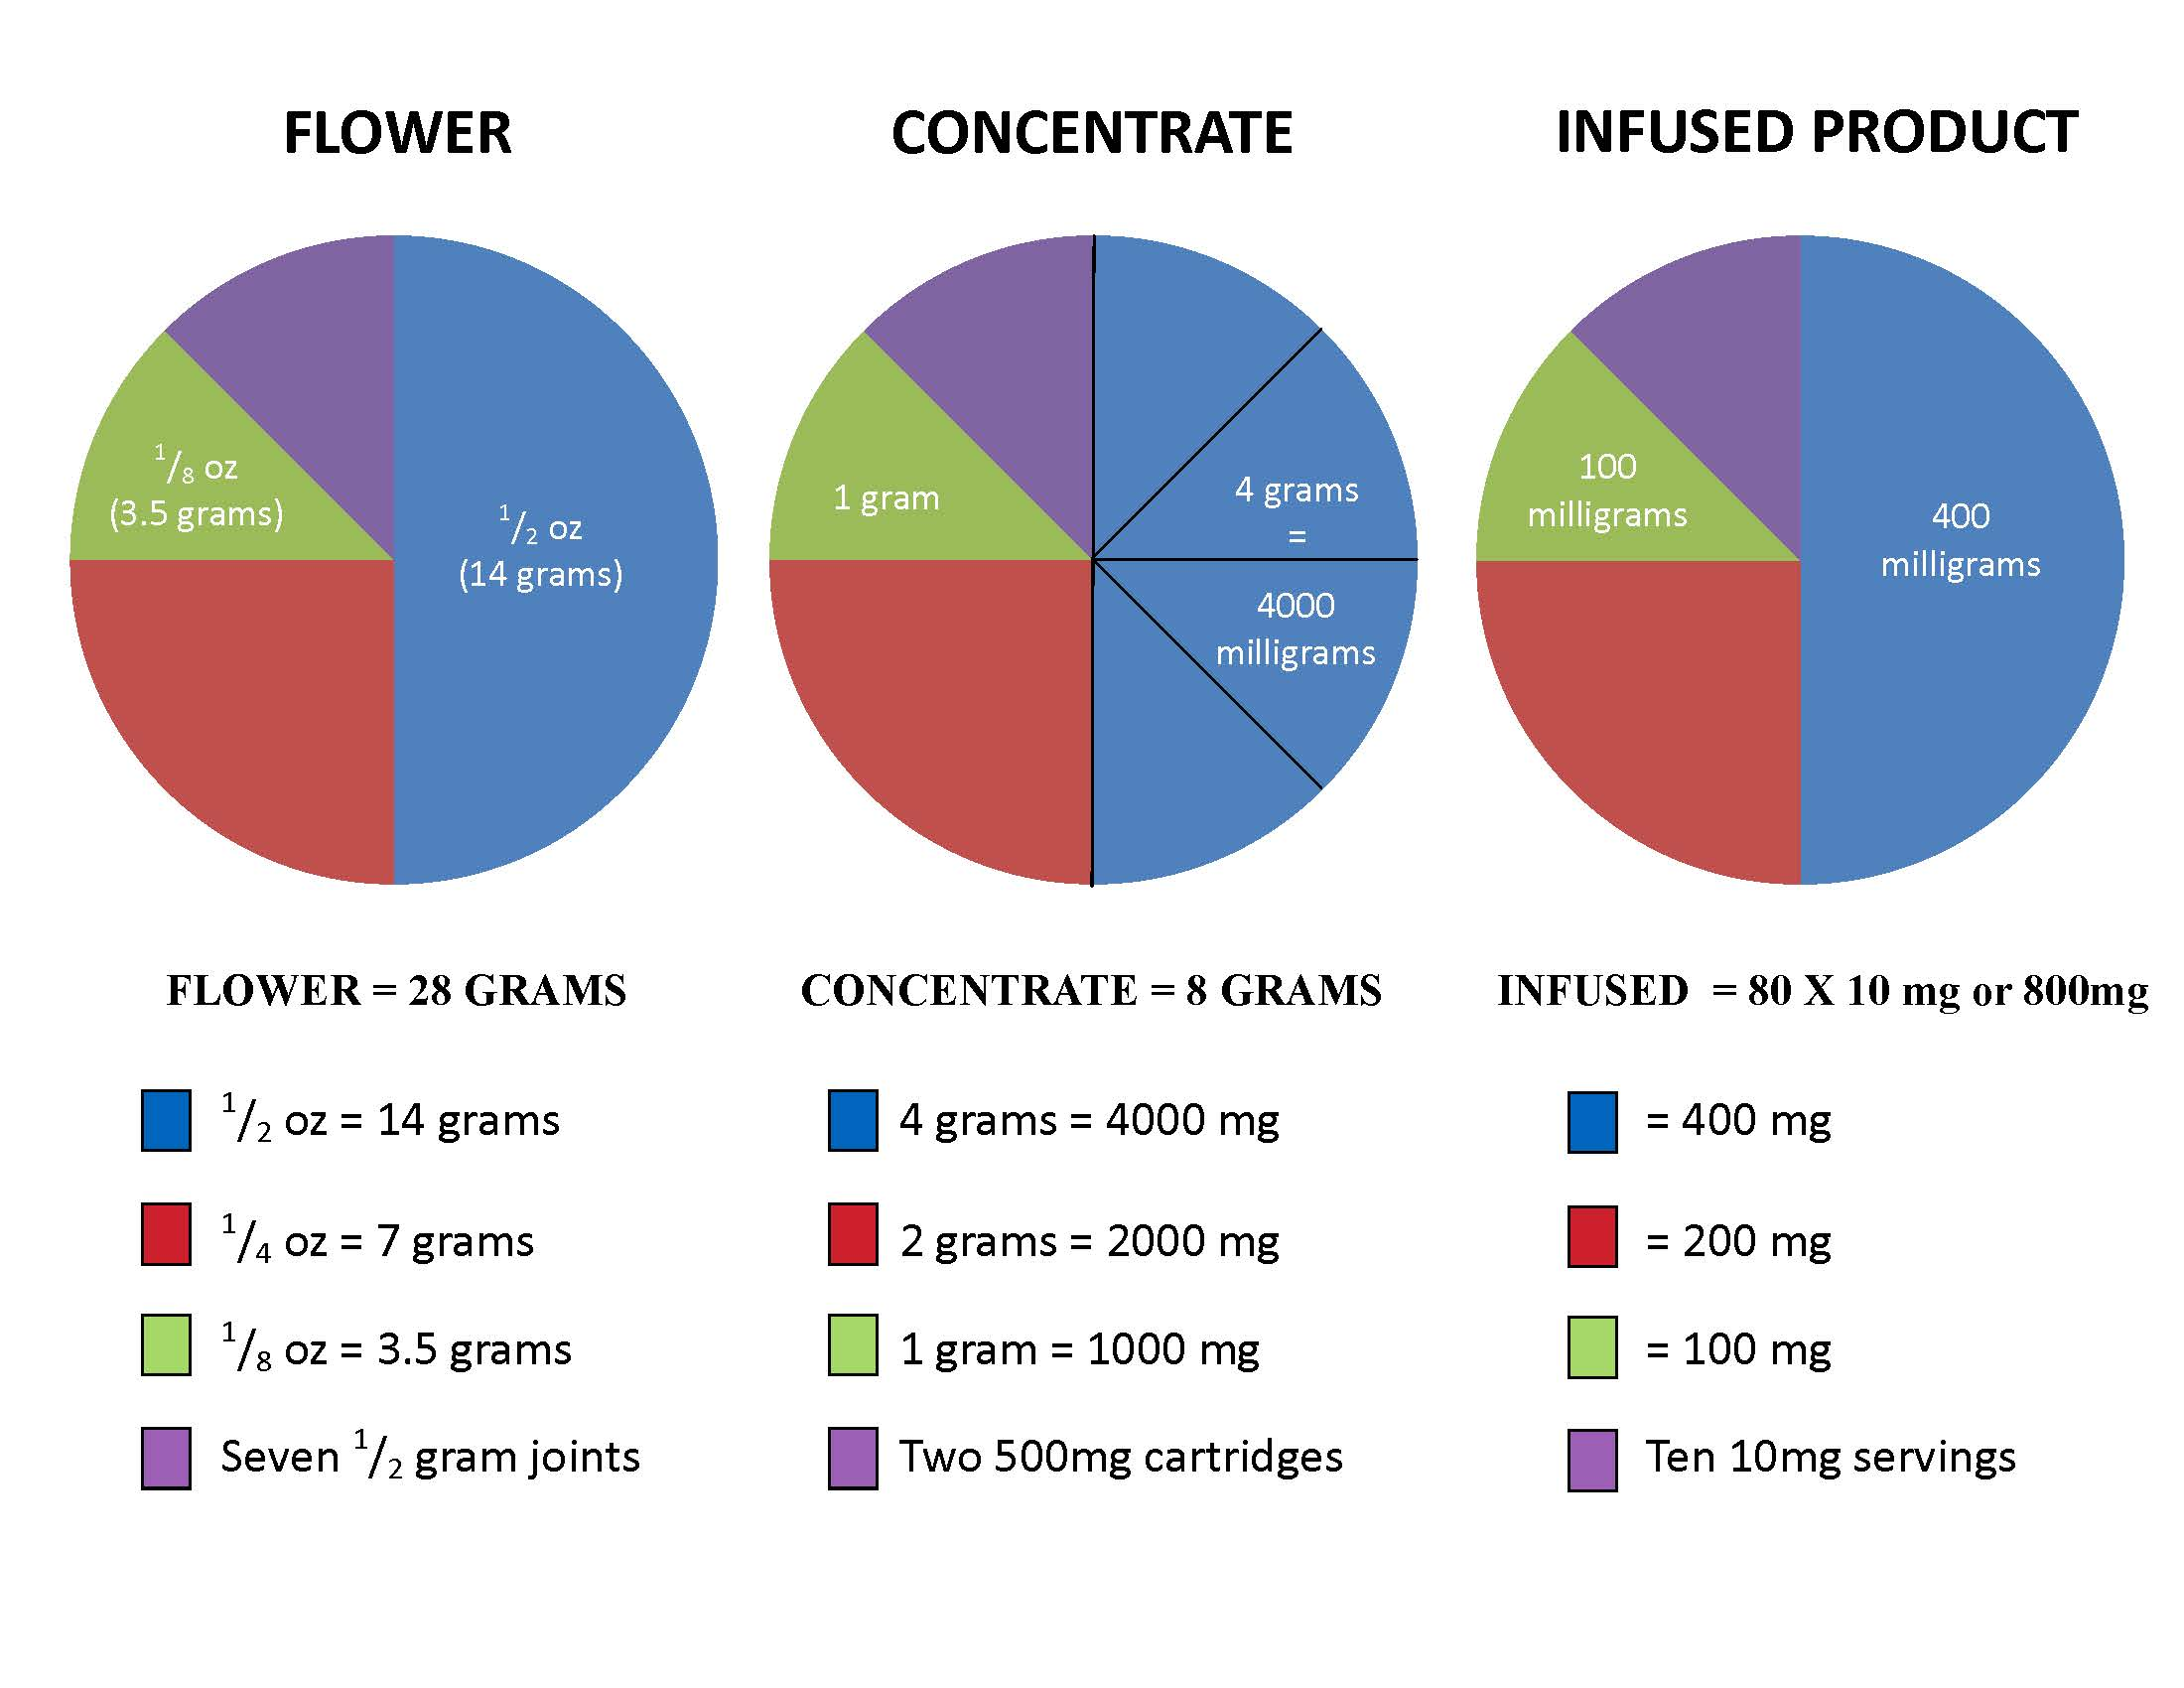 FLOWER
CONCENTRATE
INFUSED PRODUCT
1/8 oz
(3.5 grams)
1/2 oz
(14 grams)
1 gram
4 grams
=
4000
milligrams
100
milligrams
400
milligrams
FLOWER = 28 GRAMS
CONCENTRATE = 8 GRAMS
INFUSED = 80 X 10 mg or 800mg
1/2 oz = 14 grams
1/4 oz = 7 grams
1/8 oz = 3.5 grams
Seven 1/2 gram joints
4 grams = 4000 mg
2 grams = 2000 mg
1 gram = 1000 mg
Two 500mg cartridges
= 400 mg
= 200 mg
= 100 mg
Ten 10mg servings